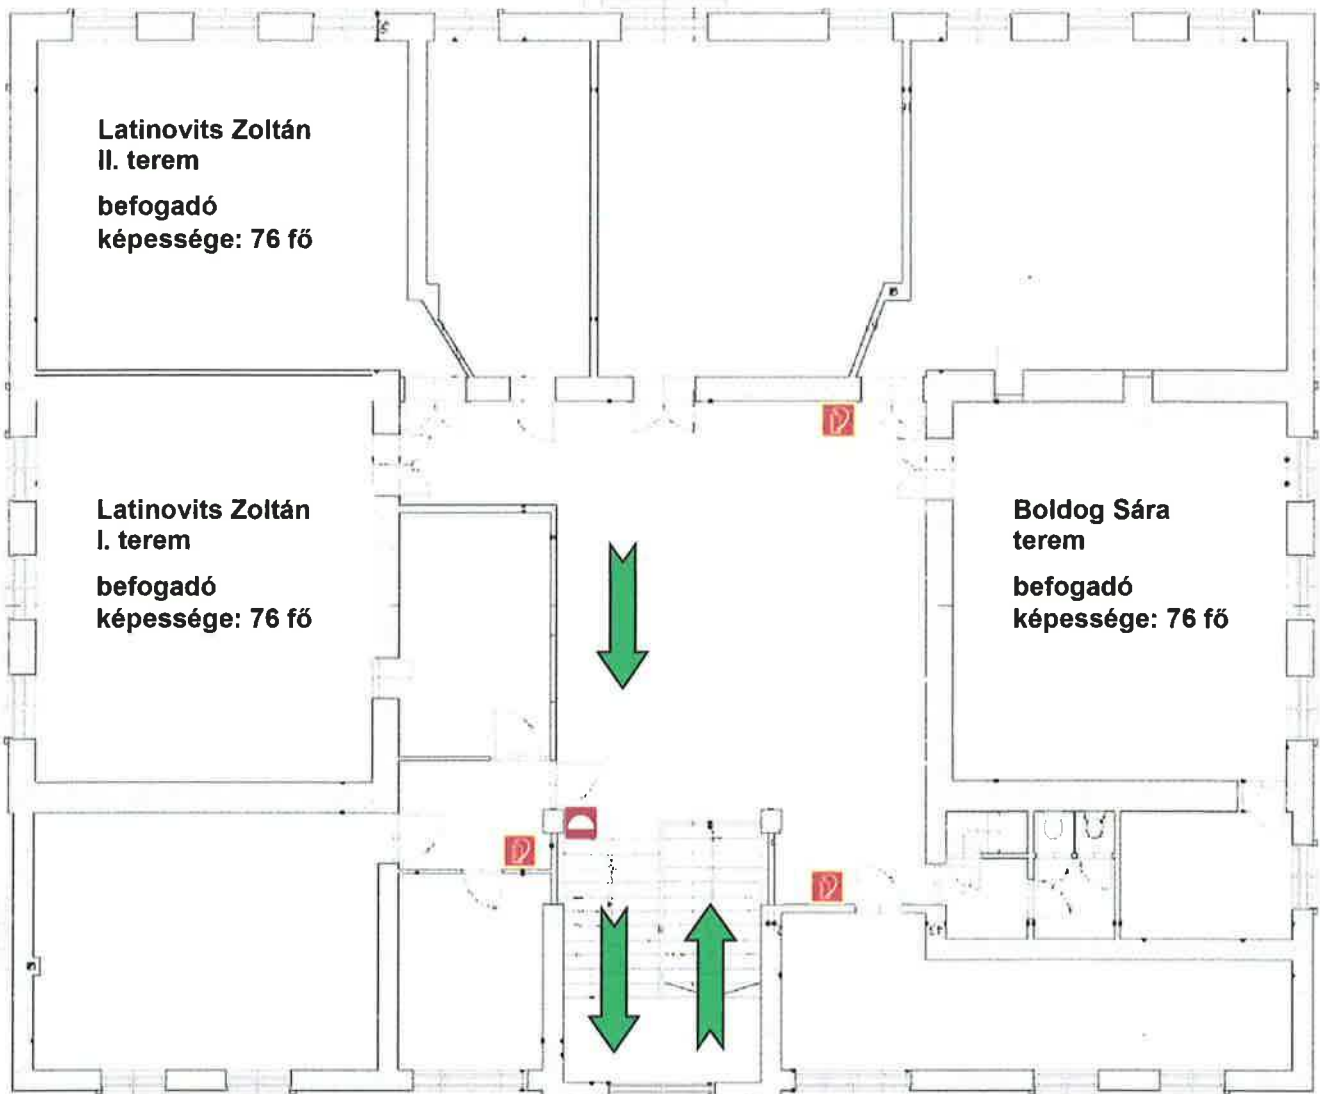 Latinovits Zoltán
II. terem
befogadó
képessége: 76 fő
Latinovits Zoltán
I. terem
befogadó
képessége: 76 fő
Boldog Sára
terem
befogadó
képessége: 76 fő